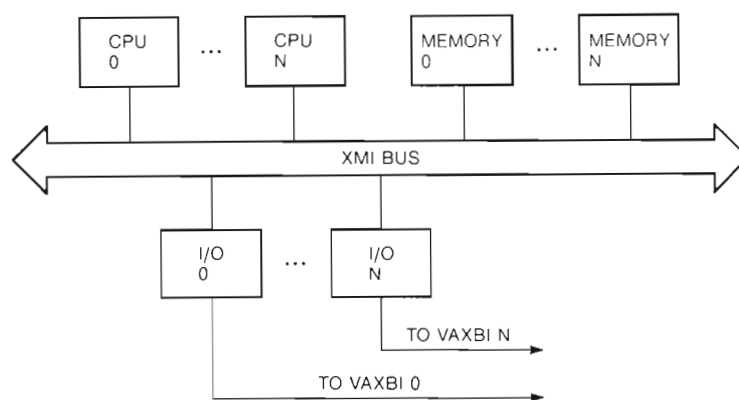 CPU
0
...
CPU
N
MEMORY
0
...
MEMORY
N
XMI BUS
I/O
0
...
I/O
N
TO VAXBI N
TO VAXBI 0